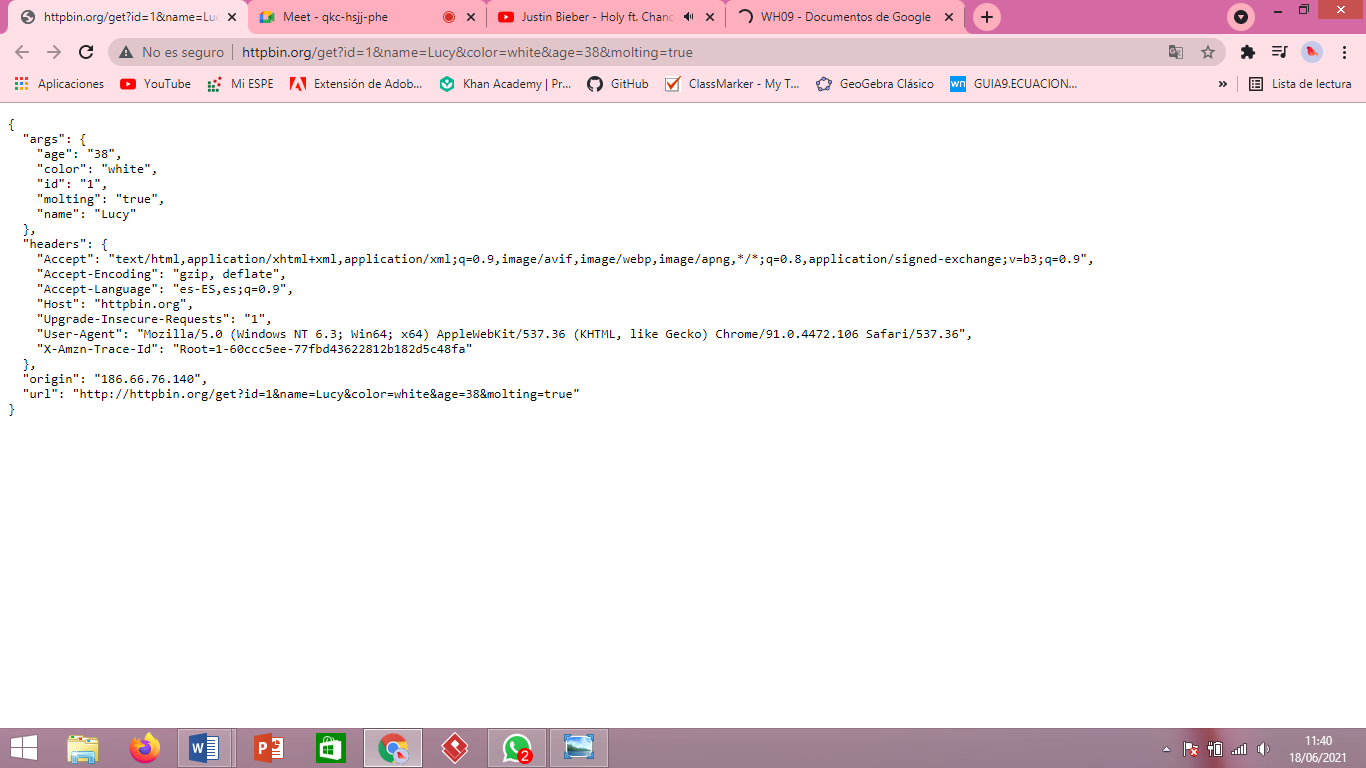 httpbin.org/get?id=1&name=Luc
Meet - qkc-hsjj-phe
Justin Bieber - Holy ft. Chanc
WH09 - Documentos de Google
No es seguro httpbin.org/get?id=1&name=Lucy&color=white&age=38&molting=true
Aplicaciones YouTube Mi ESPE Extensión de Adob... Khan Academy | Pr... GitHub ClassMarker - My T... GeoGebra Clásico wn GUIA9.ECUACION... » Lista de lectura
{
  "args": {
    "age": "38",
    "color": "white",
    "id": "1",
    "molting": "true",
    "name": "Lucy"
  },
  "headers": {
    "Accept": "text/html,application/xhtml+xml,application/xml;q=0.9,image/avif,image/webp,image/apng,*/*;q=0.8,application/signed-exchange;v=b3;q=0.9",
    "Accept-Encoding": "gzip, deflate",
    "Accept-Language": "es-ES,es;q=0.9",
    "Host": "httpbin.org",
    "Upgrade-Insecure-Requests": "1",
    "User-Agent": "Mozilla/5.0 (Windows NT 6.3; Win64; x64) AppleWebKit/537.36 (KHTML, like Gecko) Chrome/91.0.4472.106 Safari/537.36",
    "X-Amzn-Trace-Id": "Root=1-60ccc5ee-77fbd43622812b182d5c48fa"
  },
  "origin": "186.66.76.140",
  "url": "http://httpbin.org/get?id=1&name=Lucy&color=white&age=38&molting=true"
}
2
11:40
18/06/2021